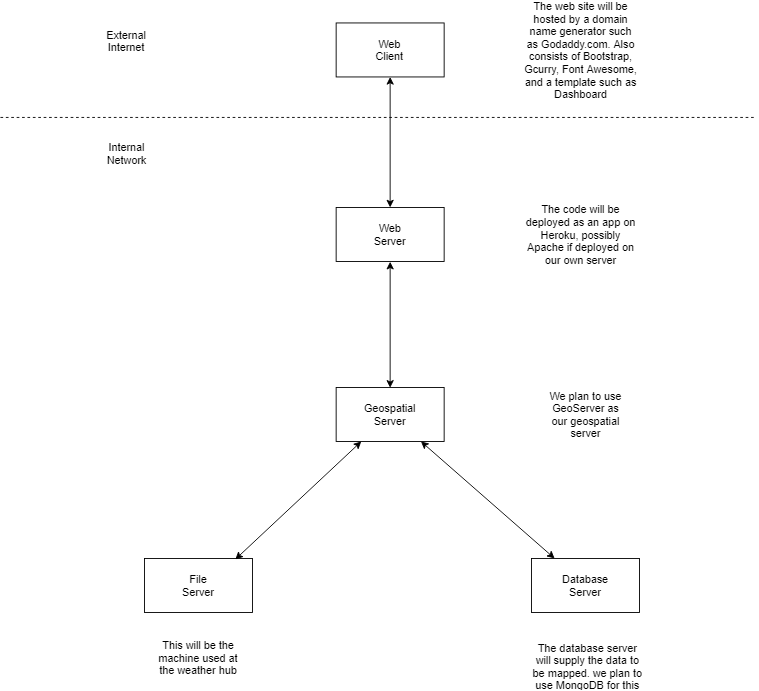 External
Internet
Web
Client
The web site will be
hosted by a domain
name generator such
as Godaddy.com. Also
consists of Bootstrap,
Gcurry, Font Awesome,
and a template such as
Dashboard
Internal
Network
Web
Server
The code will be
deployed as an app on
Heroku, possibly
Apache if deployed on
our own server
Geospatial
Server
We plan to use
GeoServer as
our geospatial
server
File
Server
Database
Server
This will be the
machine used at
the weather hub
The database server
will supply the data to
be mapped. we plan to
use MongoDB for this